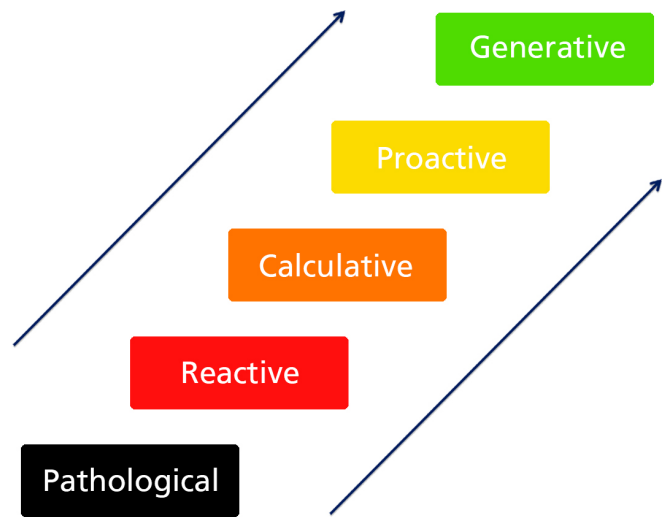 Generative
Proactive
Calculative
Reactive
Pathological